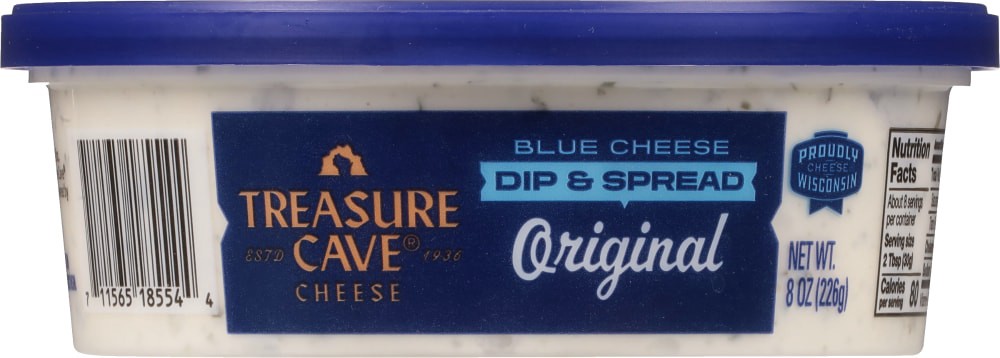 7 11565 18554 4
TREASURE
ESTD CAVE® 1936
CHEESE
BLUE CHEESE
DIP & SPREAD
Original
PROUDLY
CHEESE
WISCONSIN
NET WT.
8 OZ (226g)
Nutrition
Facts
About 8 servings
per container
Serving size
2 Tbsp (30g)
Calories
per serving 80